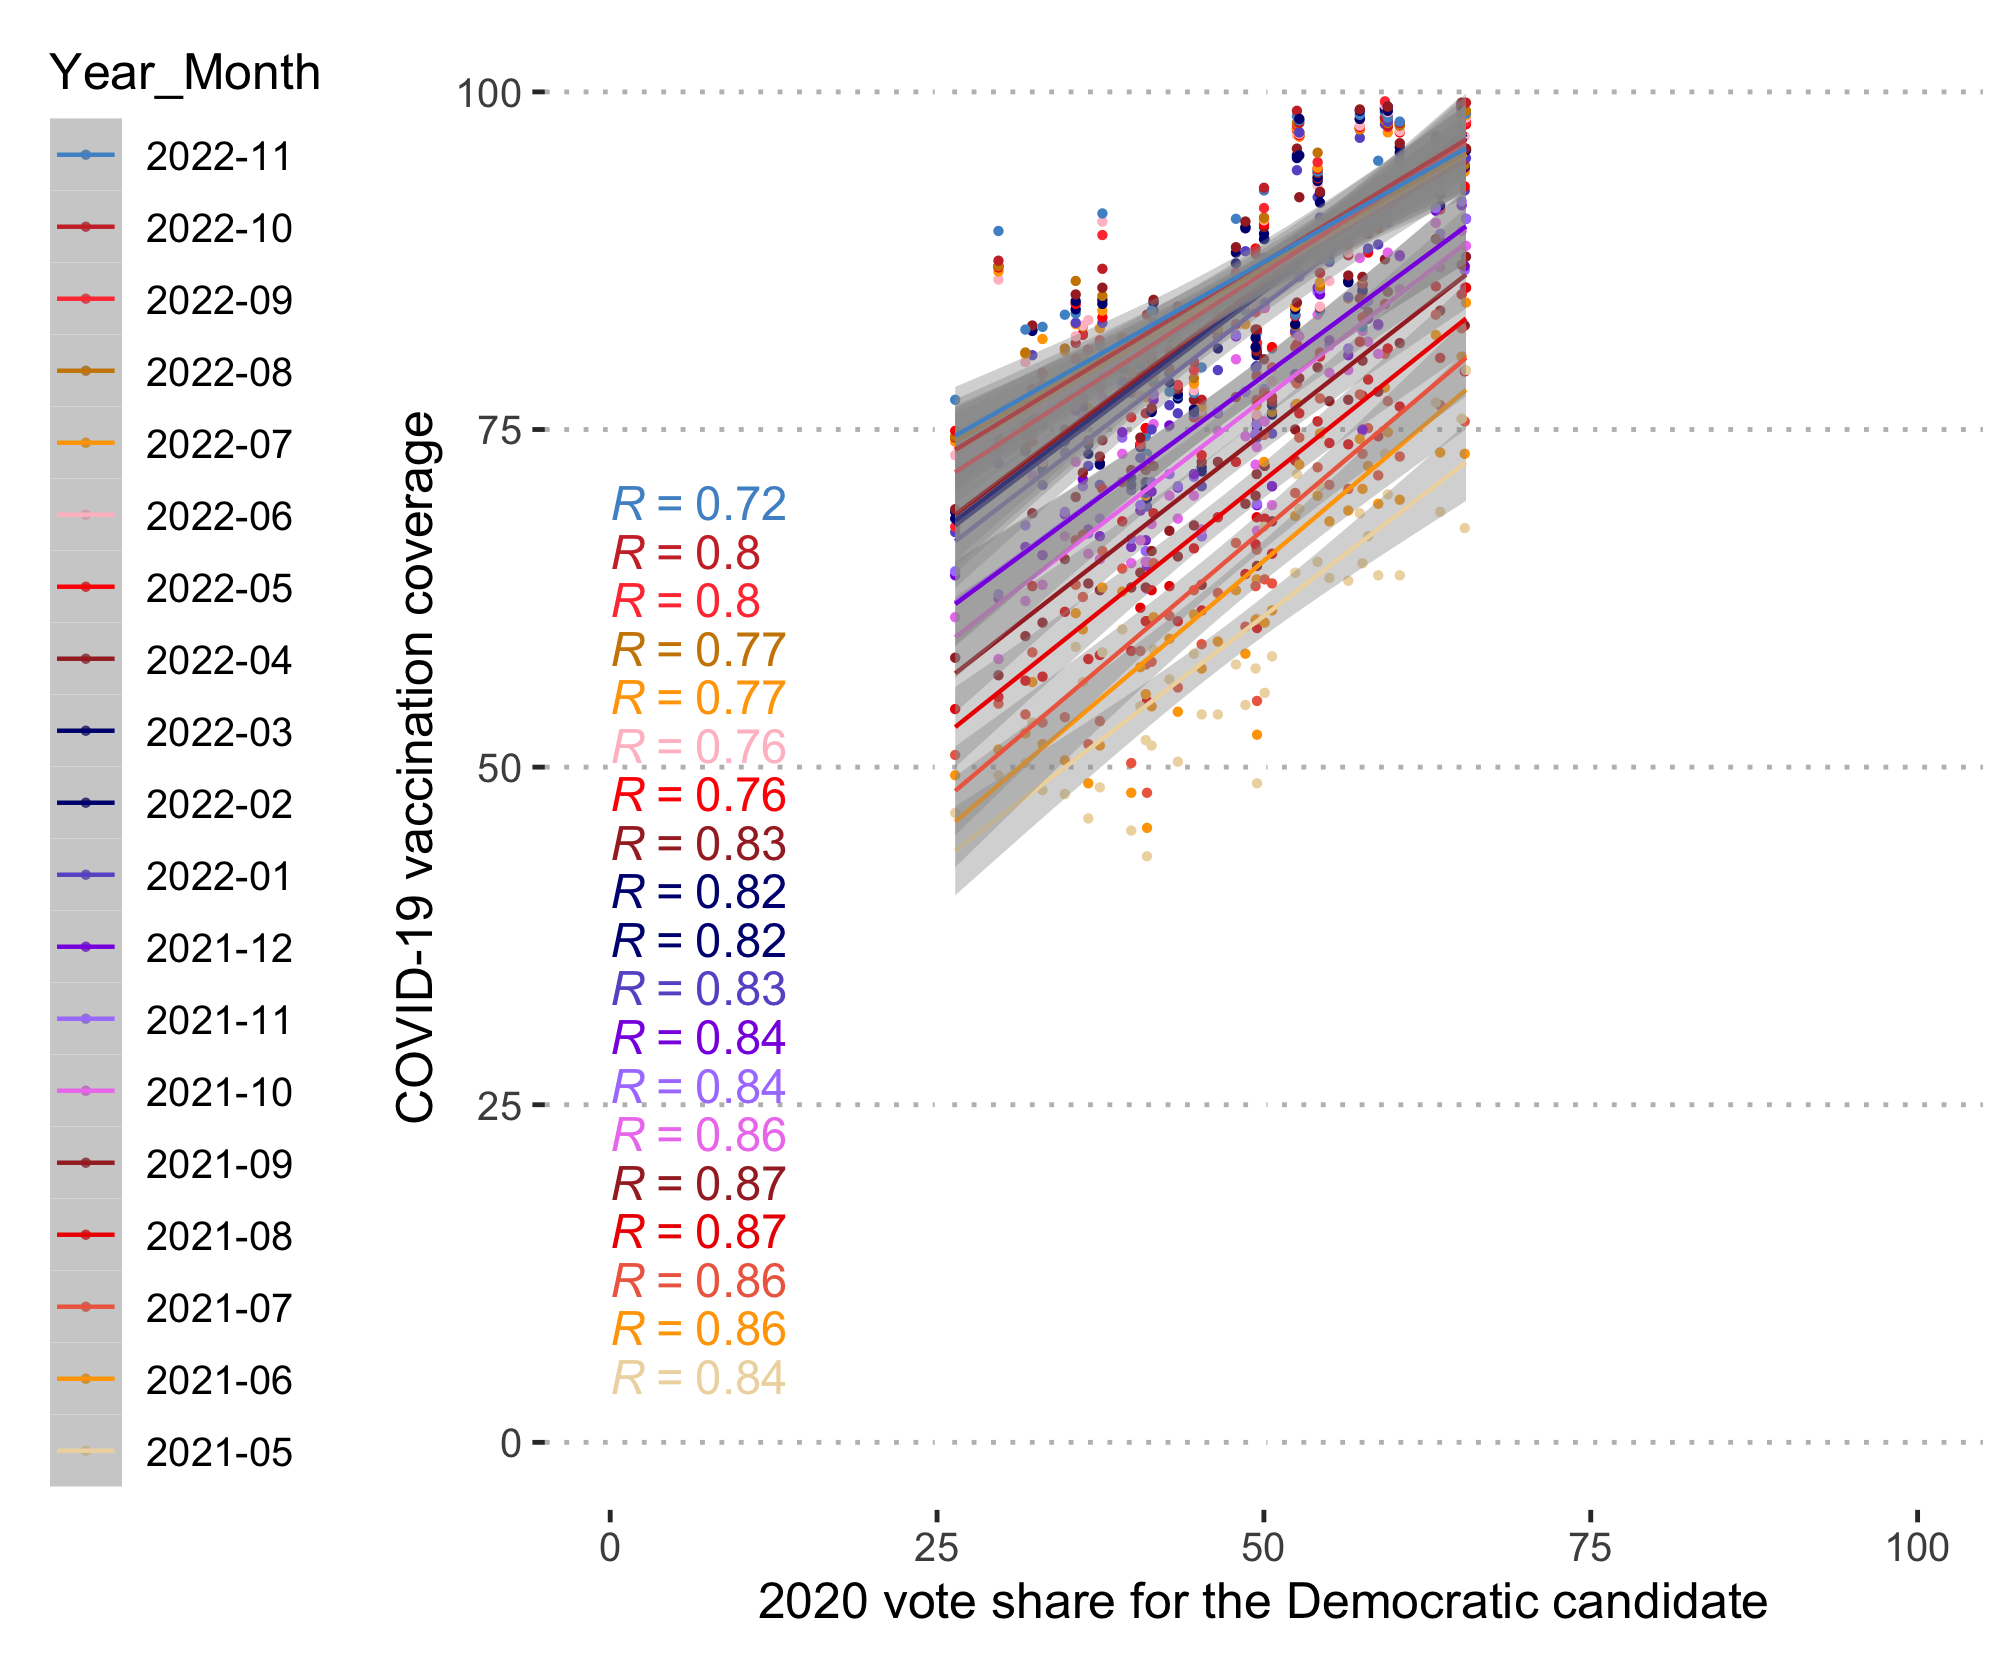 Year_Month
2022-11
2022-10
2022-09
2022-08
2022-07
2022-06
2022-05
2022-04
2022-03
2022-02
2022-01
2021-12
2021-11
2021-10
2021-09
2021-08
2021-07
2021-06
2021-05
COVID-19 vaccination coverage
100
75
50
25
0
R = 0.72
R = 0.8
R = 0.8
R = 0.77
R = 0.77
R = 0.76
R = 0.76
R = 0.83
R = 0.82
R = 0.82
R = 0.83
R = 0.84
R = 0.84
R = 0.86
R = 0.87
R = 0.87
R = 0.86
R = 0.86
R = 0.84
0 25 50 75 100
2020 vote share for the Democratic candidate